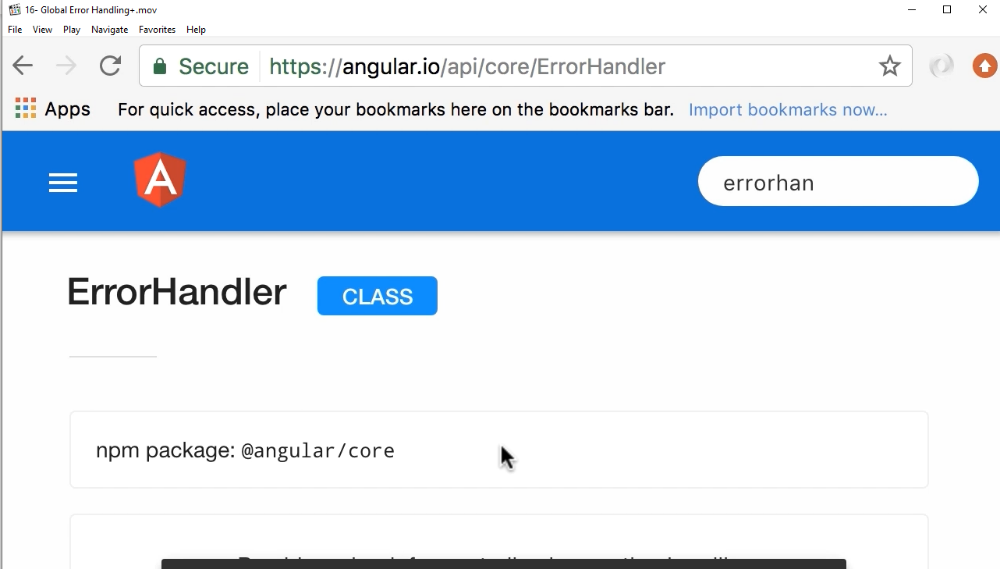 16- Global Error Handling+.mov
File View Play Navigate Favorites Help
Secure https://angular.io/api/core/ErrorHandler
Apps For quick access, place your bookmarks here on the bookmarks bar. Import bookmarks now...
A errorhan
ErrorHandler CLASS
npm package: @angular/core